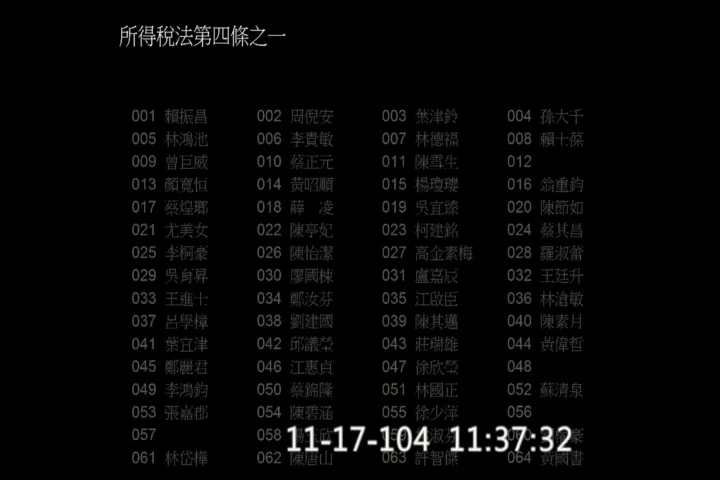 所得稅法第四條之一
001 賴振昌 002 周倪安 003 葉津鈴 004 孫大千
005 林鴻池 006 李貴敏 007 林德福 008 賴士葆
009 曾巨威 010 蔡正元 011 陳雪生 012
013 顏寬恒 014 黃昭順 015 楊瓊瓔 016 翁重鈞
017 蔡煌瑯 018 薛 凌 019 吳宜臻 020 陳節如
021 尤美女 022 陳亭妃 023 柯建銘 024 蔡其昌
025 李桐豪 026 陳怡潔 027 高金素梅 028 羅淑蕾
029 吳育昇 030 廖國棟 031 盧嘉辰 032 王廷升
033 王進士 034 鄭汝芬 035 江啟臣 036 林滄敏
037 呂學樟 038 劉建國 039 陳其邁 040 陳素月
041 葉宜津 042 邱議瑩 043 莊瑞雄 044 黃偉哲
045 鄭麗君 046 江惠貞 047 徐欣瑩 048
049 李鴻鈞 050 蔡錦隆 051 林國正 052 蘇清泉
053 張嘉郡 054 陳碧涵 055 徐少萍 056
057 058
11-17-104 11:37:32
061 林岱樺 062 陳唐山 063 許智傑 064 黃國書